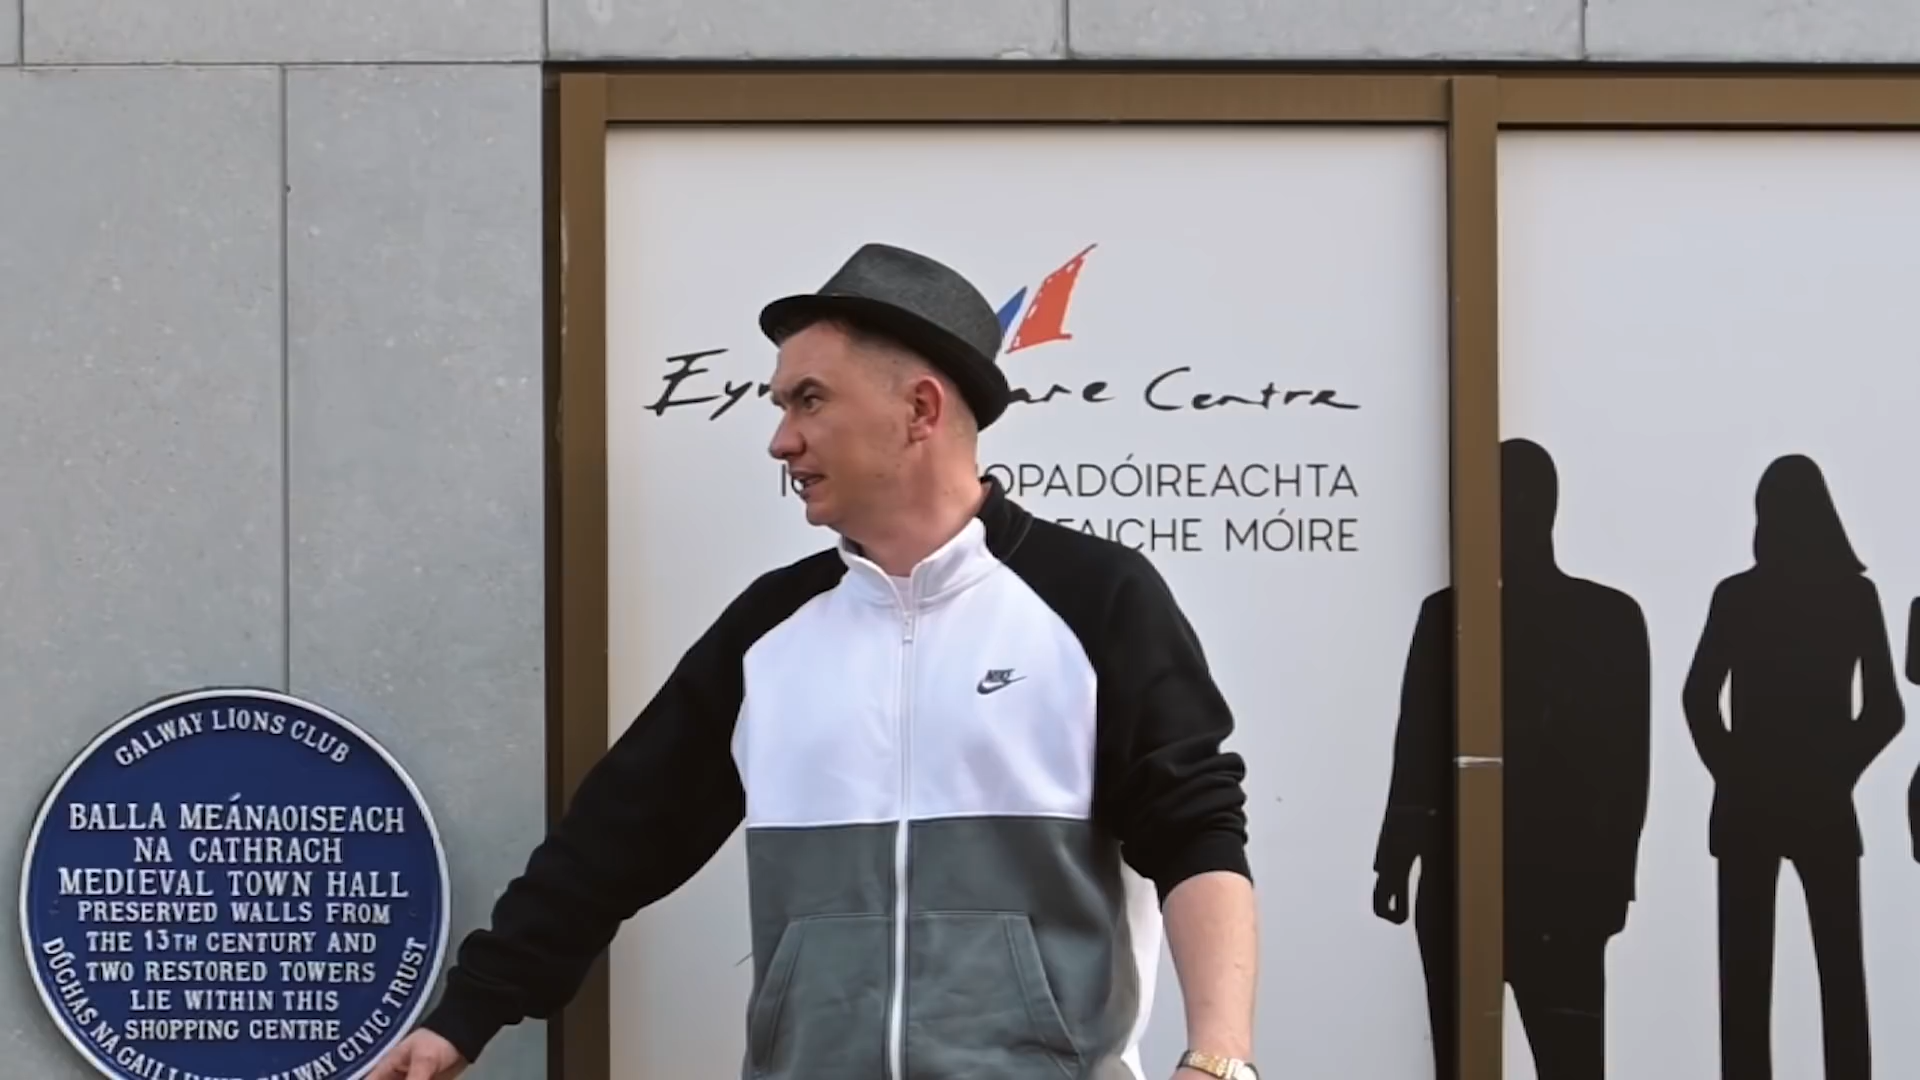 Centre
OPADÓIREACHTA
FAICHE MÓIRE
NIKE
GALWAY LIONS CLUB
BALLA MEÁNAOISEACH
NA CATHRACH
MEDIEVAL TOWN HALL
PRESERVED WALLS FROM
THE 13TH CENTURY AND
TWO RESTORED TOWERS
LIE WITHIN THIS
SHOPPING CENTRE
DÚCHAS NA GAILLIMHE GALWAY CIVIC TRUST